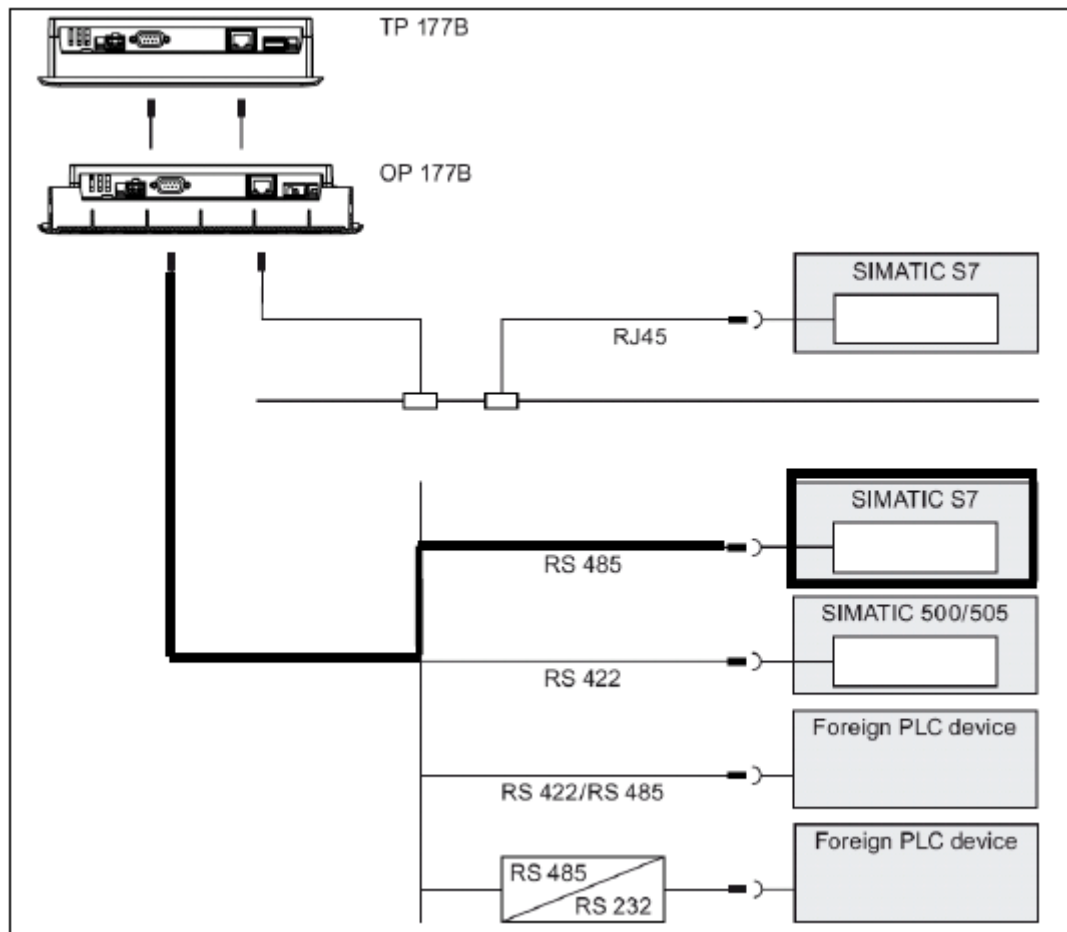 TP 177B
OP 177B
SIMATIC S7
RJ45
SIMATIC S7
RS 485
SIMATIC 500/505
RS 422
Foreign PLC device
RS 422/RS 485
Foreign PLC device
RS 485
RS 232